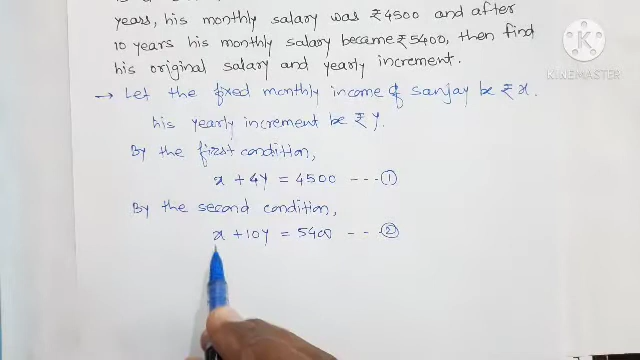 years, his monthly salary was ₹4500 and after
10 years his monthly salary became ₹5400, then find
his original salary and yearly increment.
→ Let the fixed monthly income of Sanjay be ₹ x.
his yearly increment be ₹ y.
By the first condition,
x + 4y = 4500 --- ①
By the second condition,
x + 10y = 5400 -- - ②
KINEMASTER